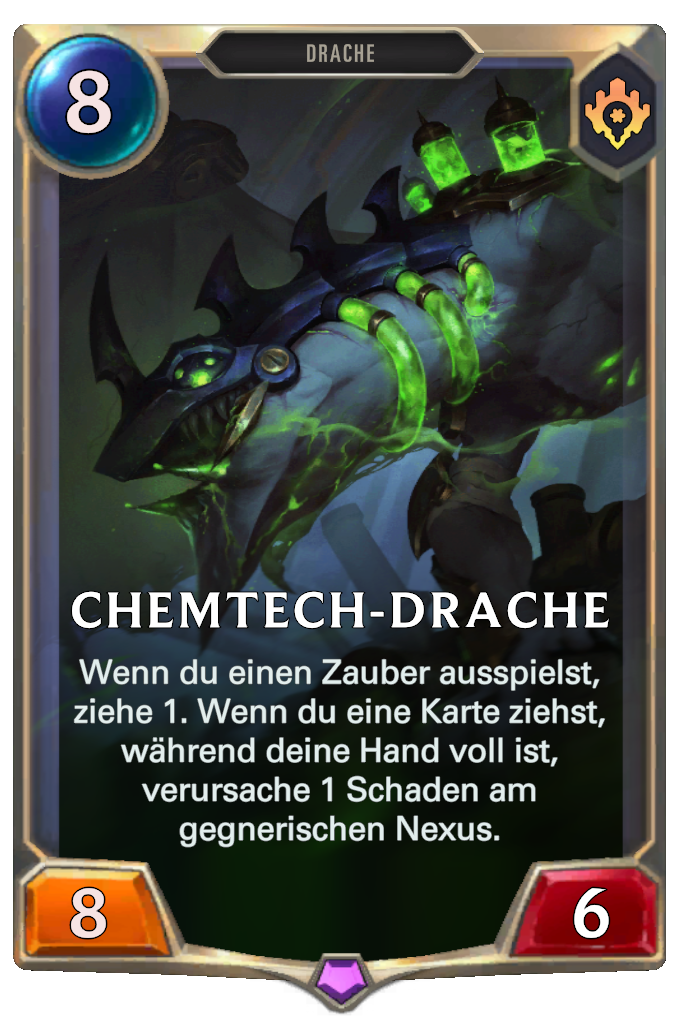 DRACHE
8
CHEMTECH-DRACHE
Wenn du einen Zauber ausspielst,
ziehe 1. Wenn du eine Karte ziehst,
während deine Hand voll ist,
verursache 1 Schaden am
gegnerischen Nexus.
8
6